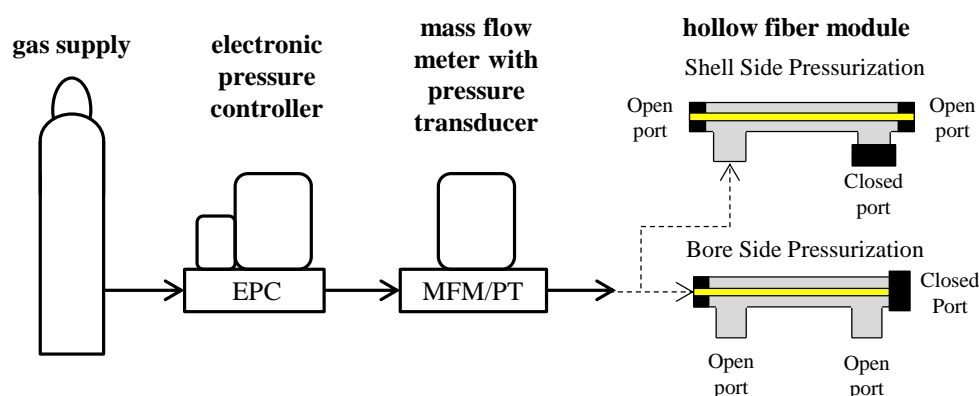 gas supply
electronic
pressure
controller
mass flow
meter with
pressure
transducer
hollow fiber module
Shell Side Pressurization
Open
port
Open
port
Closed
port
Bore Side Pressurization
EPC
MFM/PT
Closed
Port
Open
port
Open
port